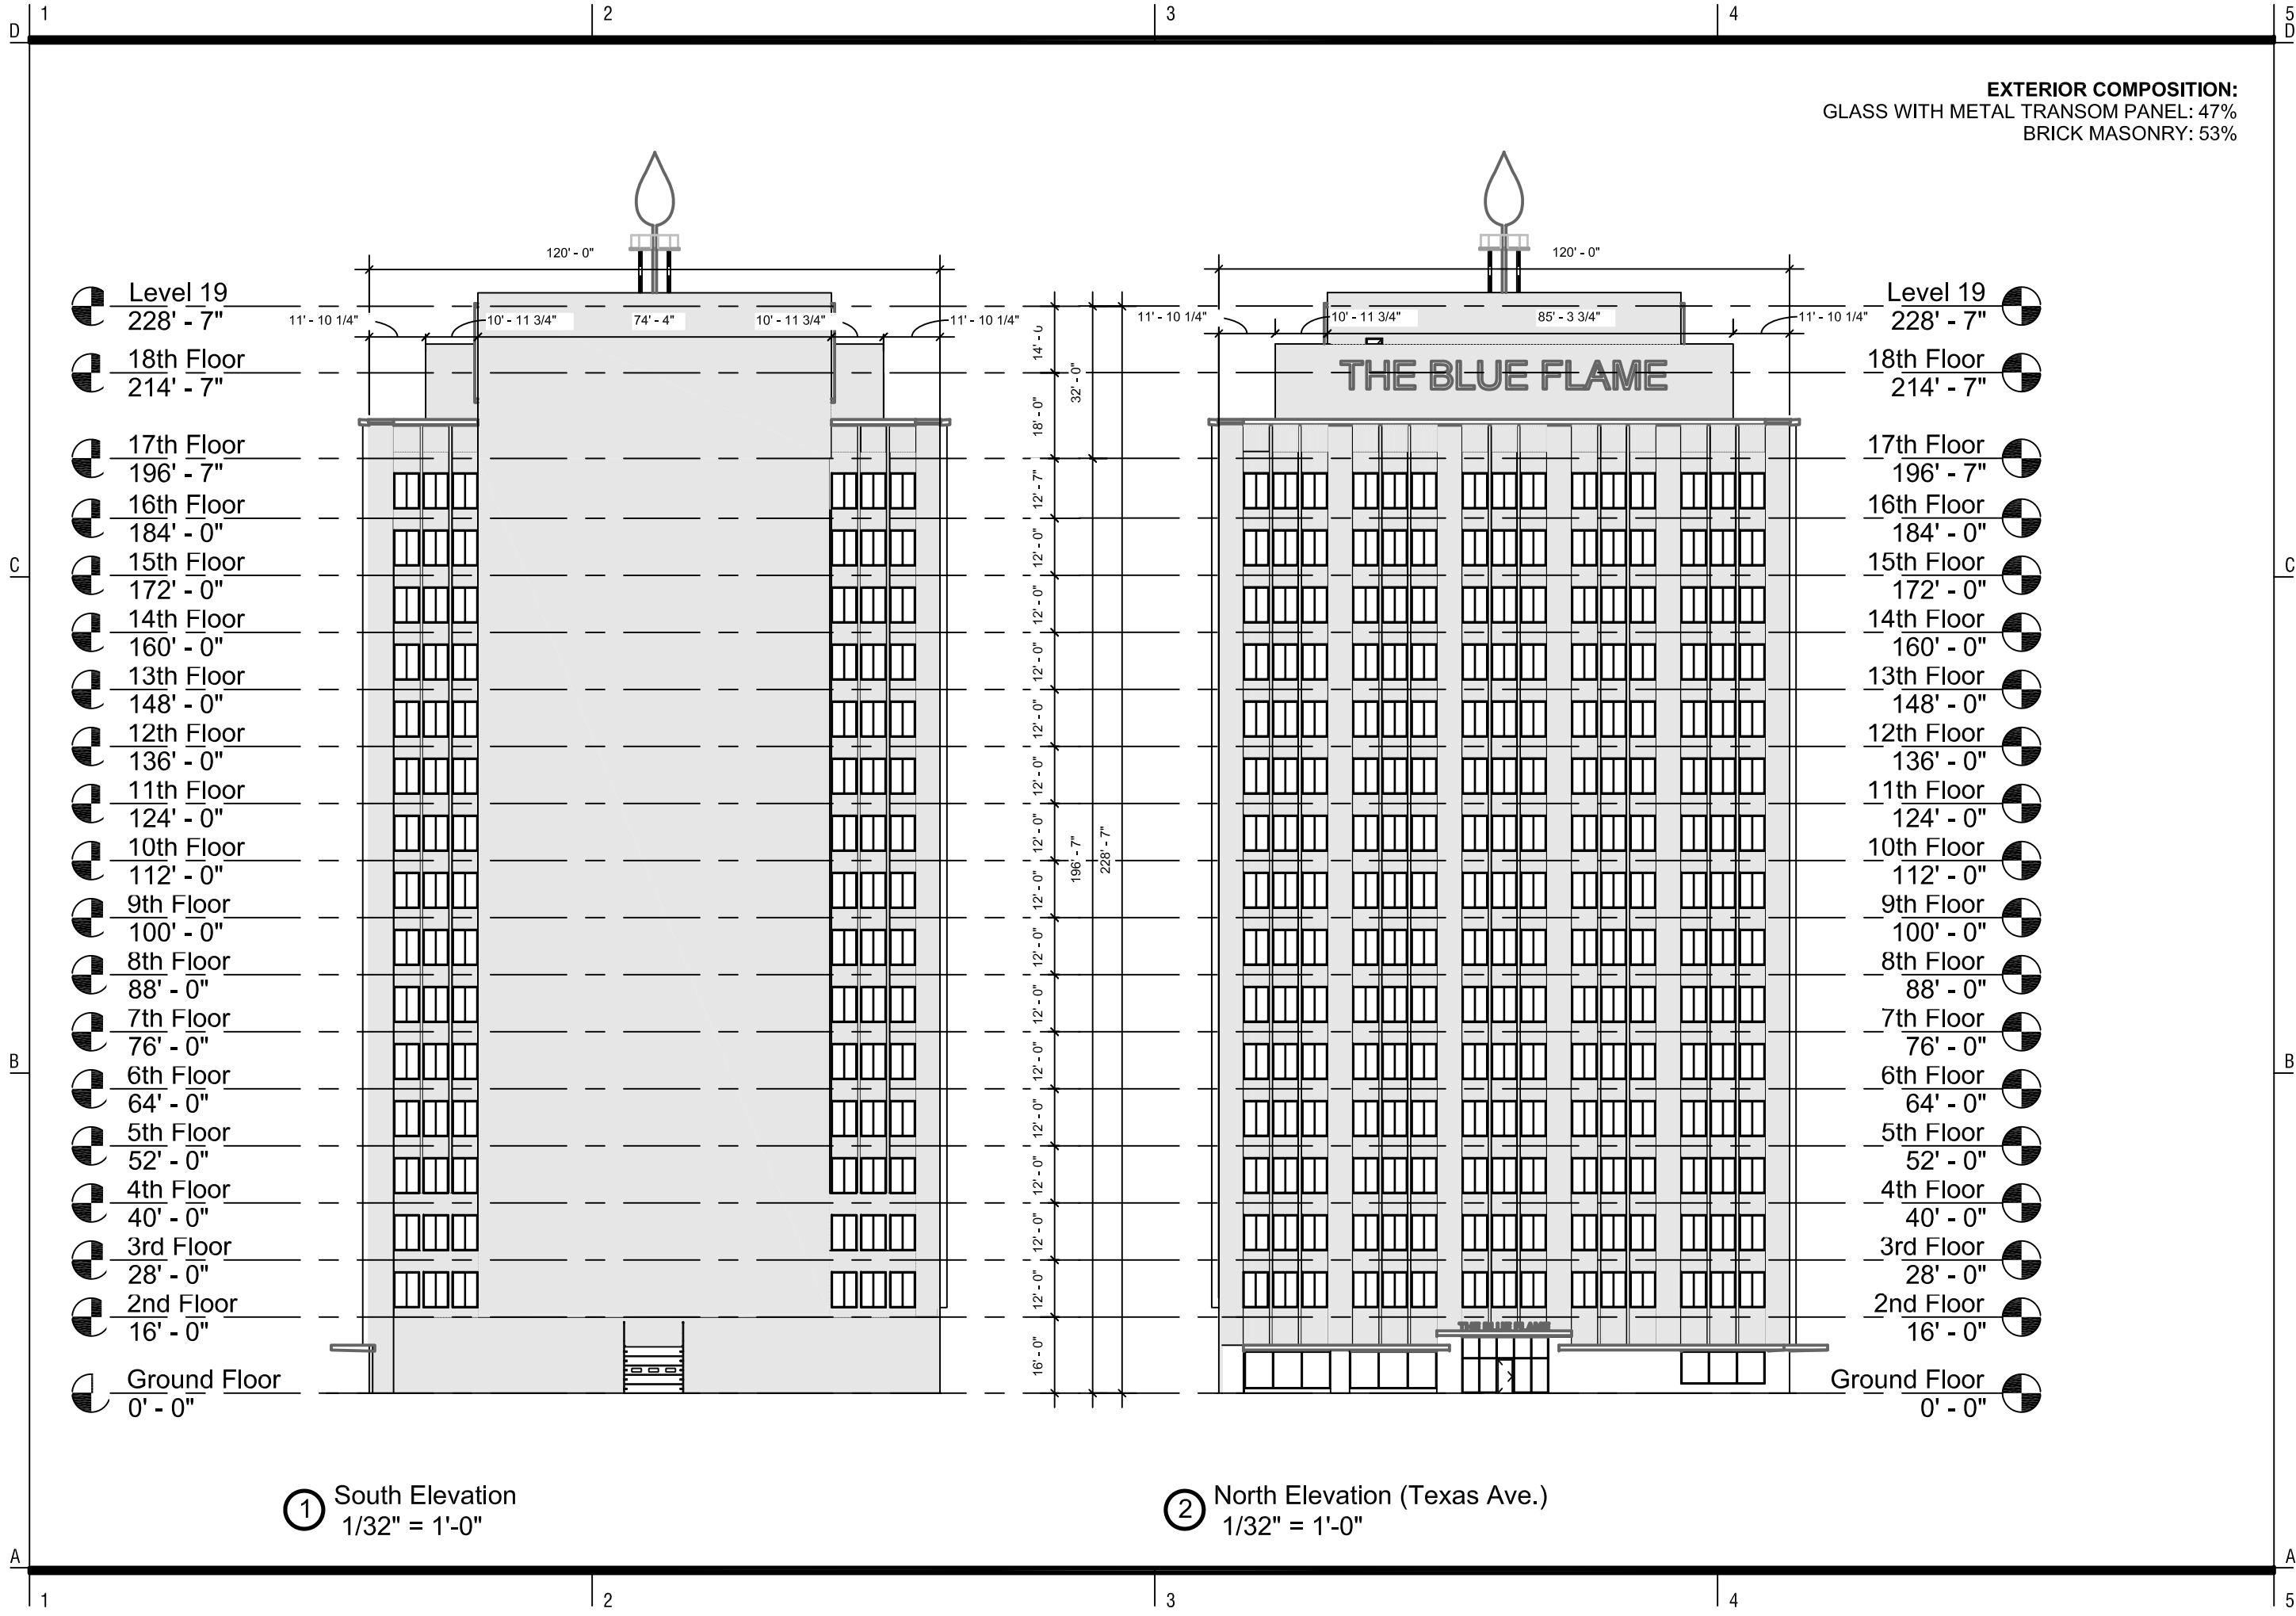 1
2
3
4
5
D
D
EXTERIOR COMPOSITION:
GLASS WITH METAL TRANSOM PANEL: 47%
BRICK MASONRY: 53%
120' - 0"
120' - 0"
Level 19
228' - 7"
18th Floor
214' - 7"
17th Floor
196' - 7"
16th Floor
184' - 0"
15th Floor
172' - 0"
14th Floor
160' - 0"
13th Floor
148' - 0"
12th Floor
136' - 0"
11th Floor
124' - 0"
10th Floor
112' - 0"
9th Floor
100' - 0"
8th Floor
88' - 0"
7th Floor
76' - 0"
6th Floor
64' - 0"
5th Floor
52' - 0"
4th Floor
40' - 0"
3rd Floor
28' - 0"
2nd Floor
16' - 0"
Ground Floor
0' - 0"
11' - 10 1/4"
10' - 11 3/4"
74' - 4"
10' - 11 3/4"
11' - 10 1/4"
14' - 0
18' - 0"
12' - 7"
12' - 0"
12' - 0"
12' - 0"
12' - 0"
12' - 0"
12' - 0"
12' - 0"
12' - 0"
12' - 0"
12' - 0"
12' - 0"
12' - 0"
12' - 0"
12' - 0"
16' - 0"
32' - 0"
196' - 7"
228' - 7"
11' - 10 1/4"
10' - 11 3/4"
85' - 3 3/4"
11' - 10 1/4"
THE BLUE FLAME
THE BLUE FLAME
Level 19
228' - 7"
18th Floor
214' - 7"
17th Floor
196' - 7"
16th Floor
184' - 0"
15th Floor
172' - 0"
14th Floor
160' - 0"
13th Floor
148' - 0"
12th Floor
136' - 0"
11th Floor
124' - 0"
10th Floor
112' - 0"
9th Floor
100' - 0"
8th Floor
88' - 0"
7th Floor
76' - 0"
6th Floor
64' - 0"
5th Floor
52' - 0"
4th Floor
40' - 0"
3rd Floor
28' - 0"
2nd Floor
16' - 0"
Ground Floor
0' - 0"
C
C
B
B
1
South Elevation
1/32" = 1'-0"
2
North Elevation (Texas Ave.)
1/32" = 1'-0"
A
A
1
2
3
4
5